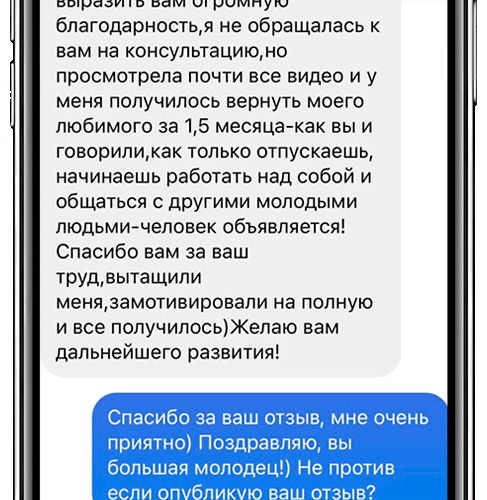 выразить вам огромную
благодарность,я не обращалась к
вам на консультацию,но
просмотрела почти все видео и у
меня получилось вернуть моего
любимого за 1,5 месяца-как вы и
говорили,как только отпускаешь,
начинаешь работать над собой и
общаться с другими молодыми
людьми-человек объявляется!
Спасибо вам за ваш
труд,вытащили
меня,замотивировали на полную
и все получилось)Желаю вам
дальнейшего развития!
Спасибо за ваш отзыв, мне очень
приятно) Поздравляю, вы
большая молодец!) Не против
если опубликую ваш отзыв?